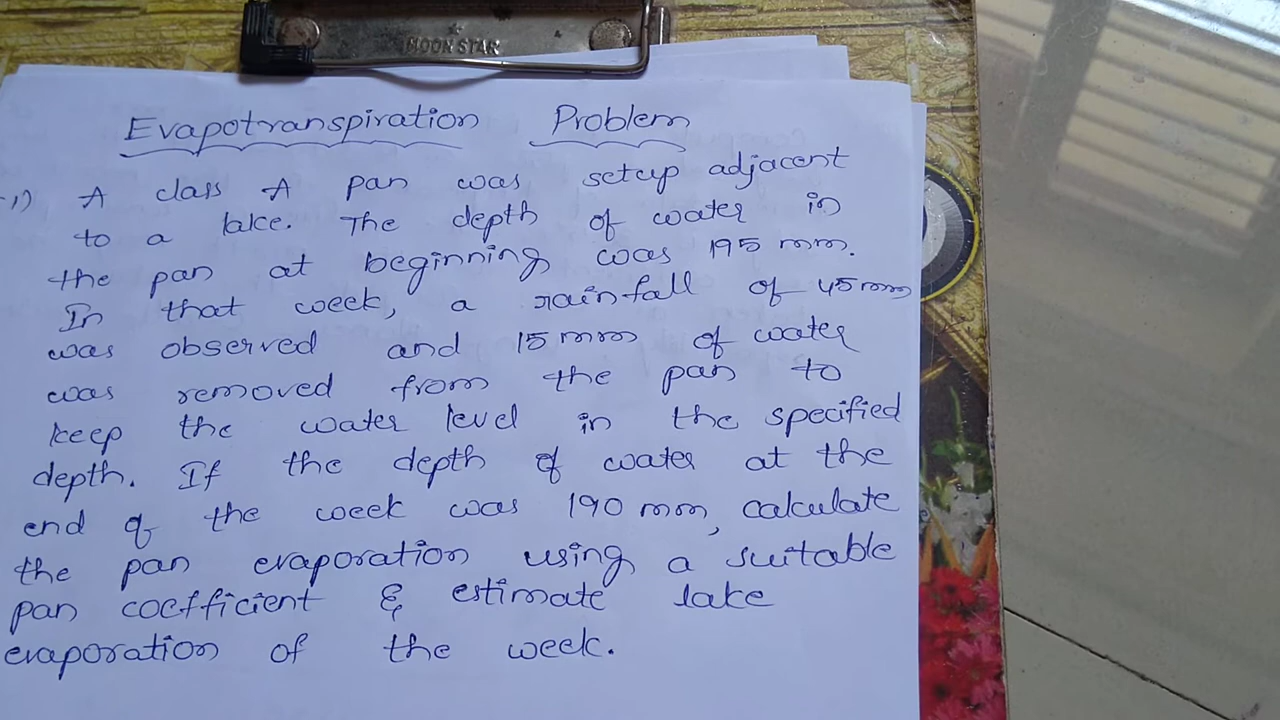 MOON STAR
Evapotranspiration Problem
1) A class A pan was setup adjacent
to a lake. The depth of water in
the pan at beginning was 195 mm.
In that week, a rainfall of 45mm
was observed and 15mm of water
was removed from the pan to
keep the water level in the specified
depth. If the depth of water at the
end of the week was 190 mm, calculate
the pan evaporation using a suitable
pan coefficient & estimate lake
evaporation of the week.